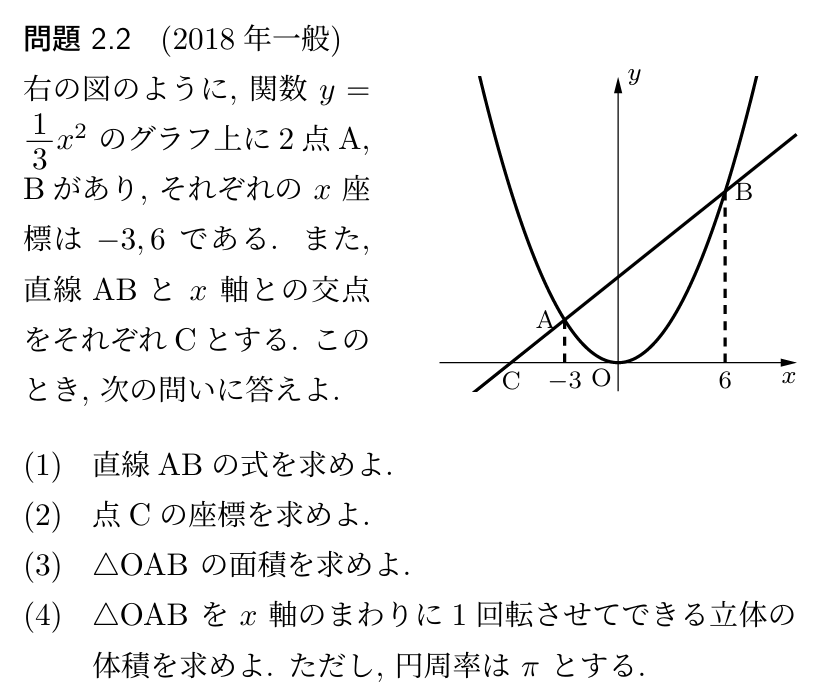 問題 2.2 (2018 年一般)
右の図のように, 関数 y =
1/3 x² のグラフ上に 2 点 A,
B があり, それぞれの x 座
標は −3, 6 である. また,
直線 AB と x 軸との交点
をそれぞれ C とする. この
とき, 次の問いに答えよ.
y
B
A
C
−3
O
6
x
(1) 直線 AB の式を求めよ.
(2) 点 C の座標を求めよ.
(3) △OAB の面積を求めよ.
(4) △OAB を x 軸のまわりに 1 回転させてできる立体の
体積を求めよ. ただし, 円周率は π とする.